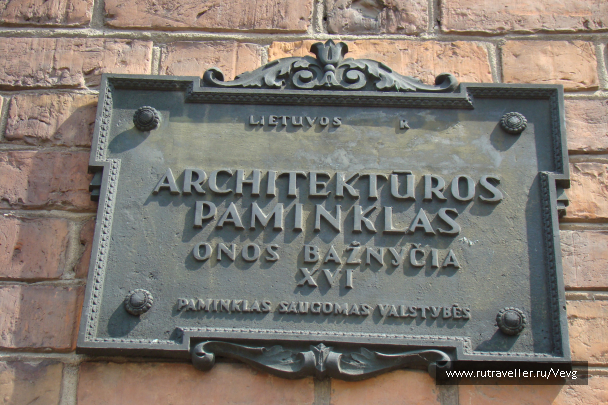 LIETUVOS K
ARCHITEKTŪROS
PAMINKLAS
ONOS BAŽNYČIA
XVI
PAMINKLAS SAUGOMAS VALSTYBĖS
www.rutraveller.ru/Vevg